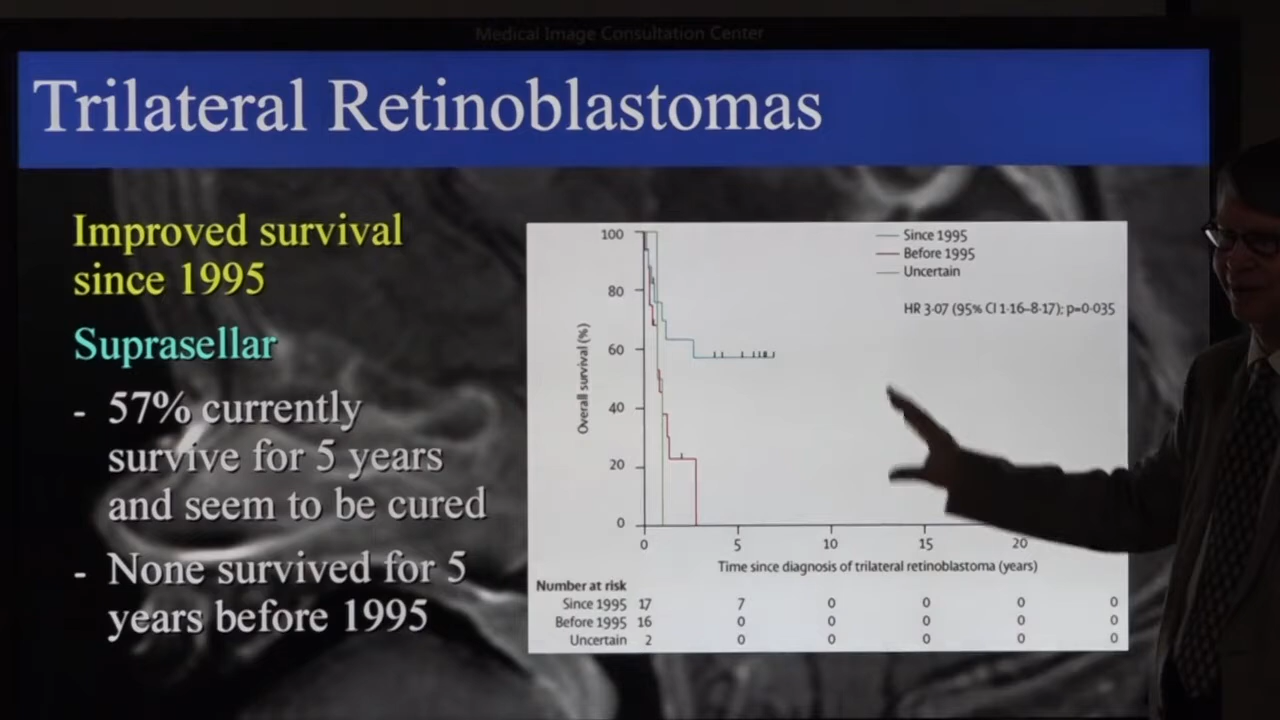 Medical Image Consultation Center
Trilateral Retinoblastomas
Improved survival
since 1995
Suprasellar
- 57% currently
survive for 5 years
and seem to be cured
- None survived for 5
years before 1995
Since 1995
Before 1995
Uncertain
HR 3·07 (95% CI 1·16–8·17); p=0·035
Overall survival (%)
100
80
60
40
20
0
0 5 10 15 20
Time since diagnosis of trilateral retinoblastoma (years)
Number at risk
Since 1995 17 7 0 0 0 0
Before 1995 16 0 0 0 0 0
Uncertain 2 0 0 0 0 0